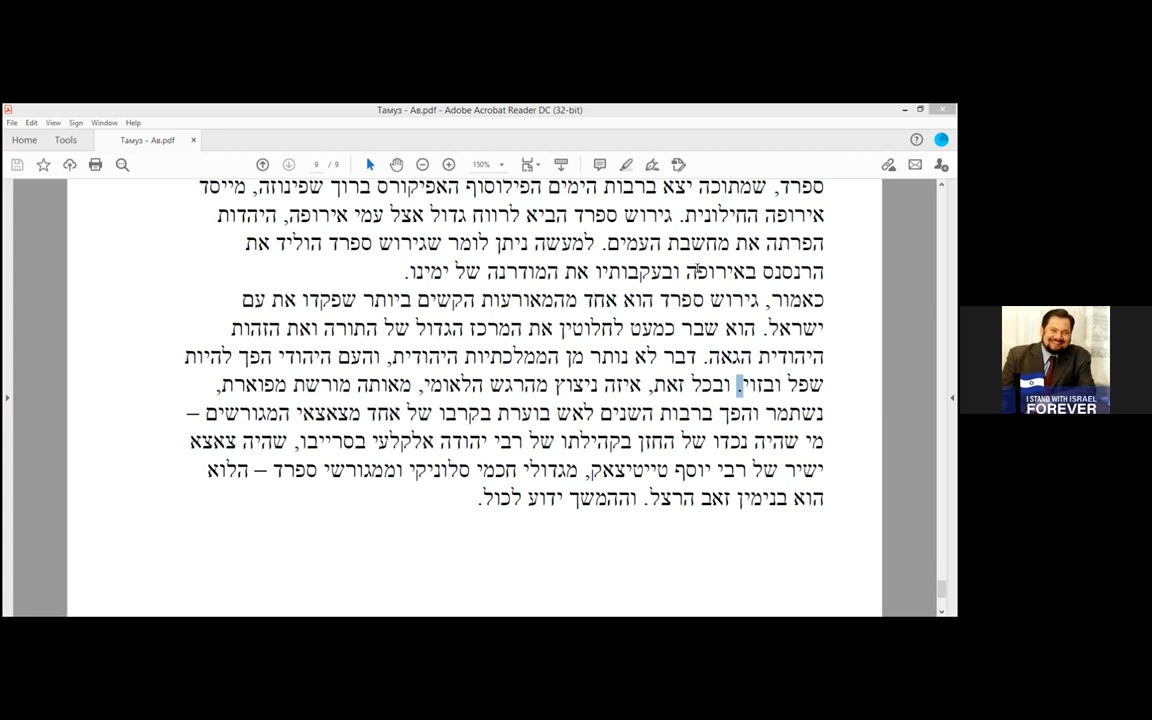 Тамуз - Ав.pdf - Adobe Acrobat Reader DC (32-bit)
File Edit View Sign Window Help
Home Tools Тамуз - Ав.pdf ×
9 / 9 150%
ספרד, שמתוכה יצא ברבות הימים הפילוסוף האפיקורס ברוך שפינוזה, מייסד
אירופה החילונית. גירוש ספרד הביא לרווח גדול אצל עמי אירופה, היהדות
הפרתה את מחשבת העמים. למעשה ניתן לומר שגירוש ספרד הוליד את
הרנסנס באירופה ובעקבותיו את המודרנה של ימינו.
כאמור, גירוש ספרד הוא אחד מהמאורעות הקשים ביותר שפקדו את עם
ישראל. הוא שבר כמעט לחלוטין את המרכז הגדול של התורה ואת הזהות
היהודית הגאה. דבר לא נותר מן הממלכתיות היהודית, והעם היהודי הפך להיות
שפל ובזוי. ובכל זאת, איזה ניצוץ מהרגש הלאומי, מאותה מורשת מפוארת,
נשתמר והפך ברבות השנים לאש בוערת בקרבו של אחד מצאצאי המגורשים –
מי שהיה נכדו של החזן בקהילתו של רבי יהודה אלקלעי בסרייבו, שהיה צאצא
ישיר של רבי יוסף טייטיצאק, מגדולי חכמי סלוניקי וממגורשי ספרד – הלוא
הוא בנימין זאב הרצל. וההמשך ידוע לכול.
I STAND WITH ISRAEL
FOREVER